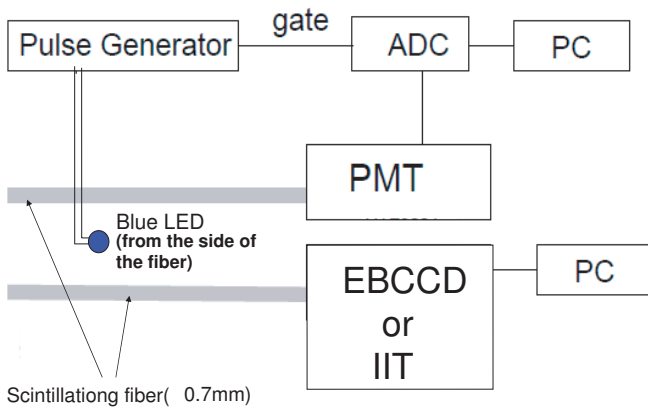 gate
Pulse Generator
ADC
PC
PMT
Blue LED
(from the side of
the fiber)
EBCCD
or
IIT
PC
Scintillationg fiber( 0.7mm)